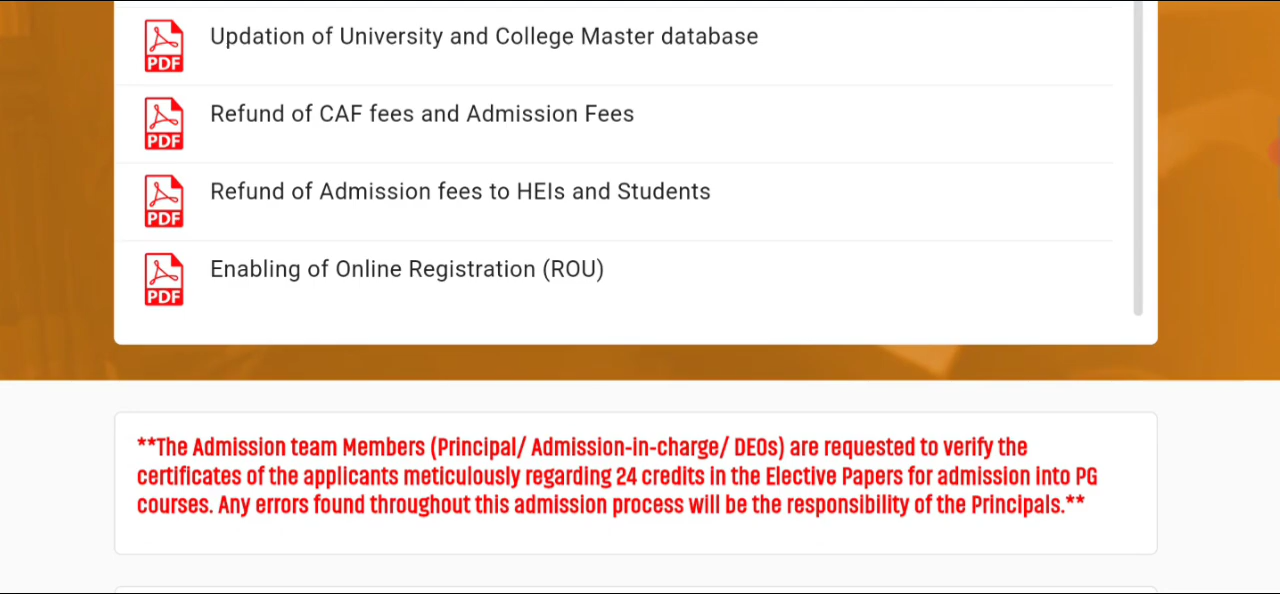 PDF
Updation of University and College Master database
PDF
Refund of CAF fees and Admission Fees
PDF
Refund of Admission fees to HEIs and Students
PDF
Enabling of Online Registration (ROU)
**The Admission team Members (Principal/ Admission-in-charge/ DEOs) are requested to verify the
certificates of the applicants meticulously regarding 24 credits in the Elective Papers for admission into PG
courses. Any errors found throughout this admission process will be the responsibility of the Principals.**